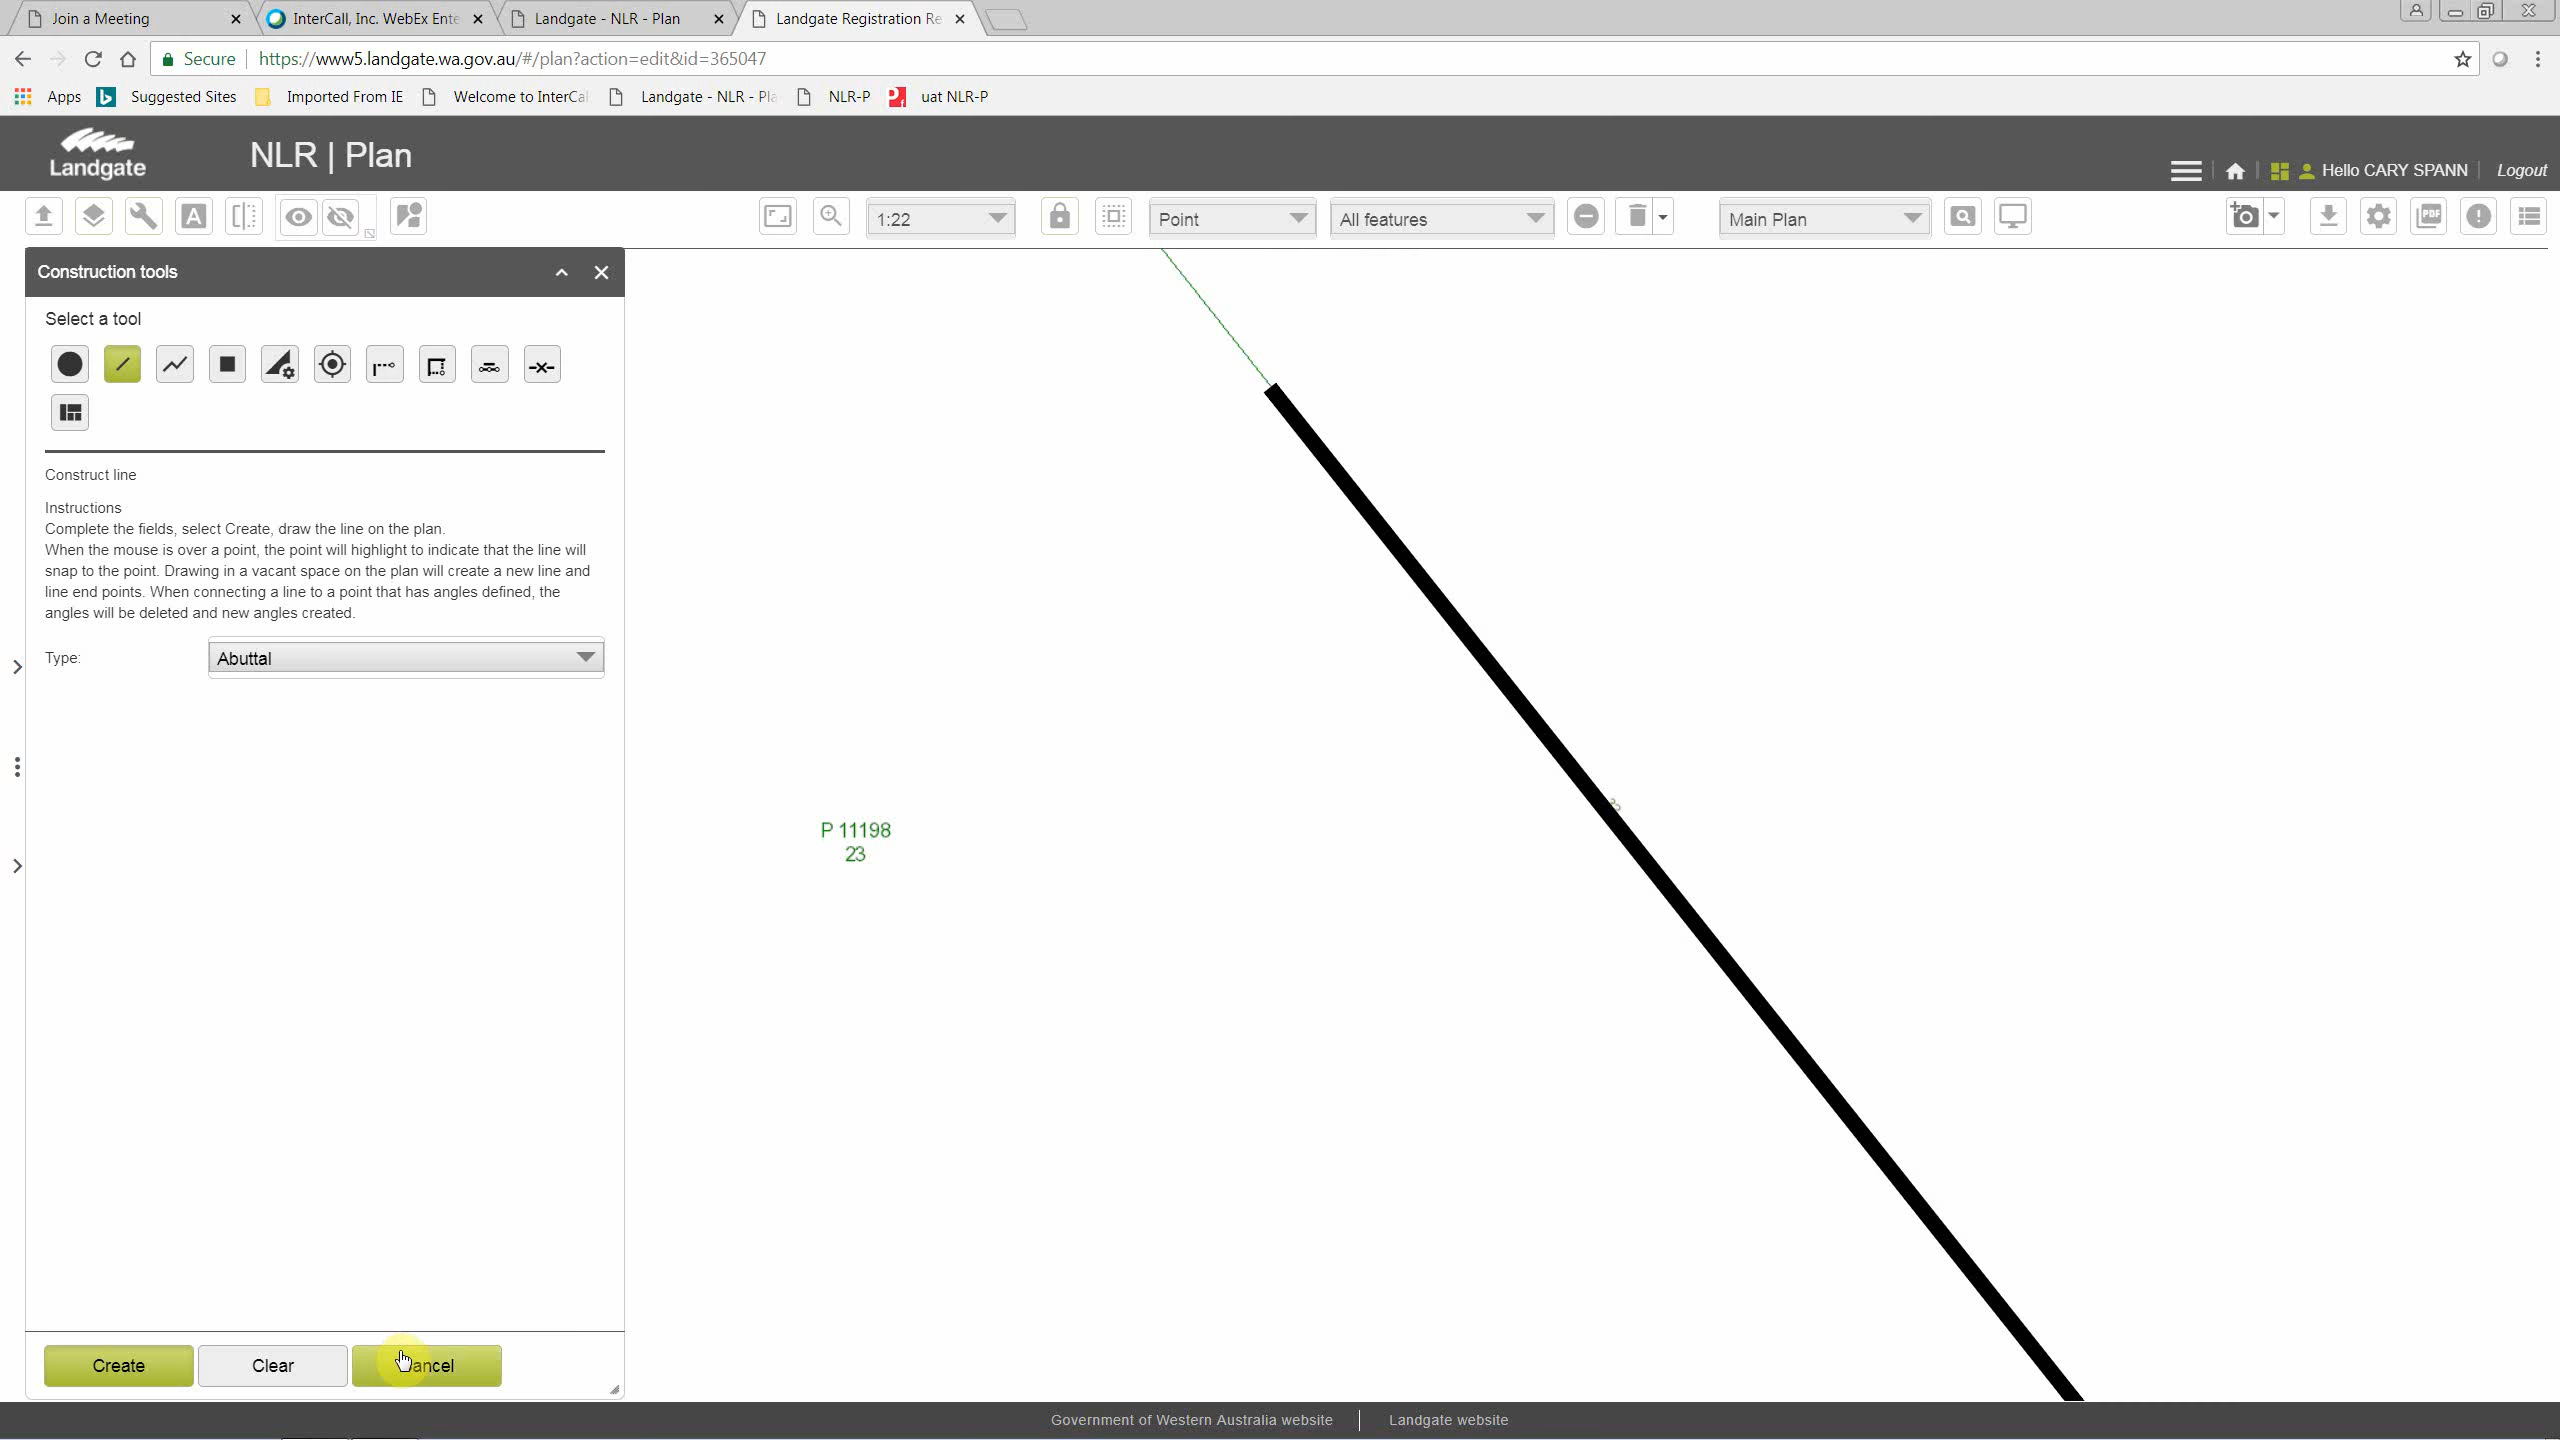 Join a Meeting
InterCall, Inc. WebEx Ente
Landgate - NLR - Plan
Landgate Registration Re
Secure
https://www5.landgate.wa.gov.au/#/plan?action=edit&id=365047
Apps
Suggested Sites
Imported From IE
Welcome to InterCal
Landgate - NLR - Pla
NLR-P
uat NLR-P
Landgate
NLR | Plan
Hello CARY SPANN
Logout
1:22
Point
All features
Main Plan
PDF
Construction tools
Select a tool
Construct line
Instructions
Complete the fields, select Create, draw the line on the plan.
When the mouse is over a point, the point will highlight to indicate that the line will
snap to the point. Drawing in a vacant space on the plan will create a new line and
line end points. When connecting a line to a point that has angles defined, the
angles will be deleted and new angles created.
Type:
Abuttal
P 11198
23
Create
Clear
ancel
Government of Western Australia website
Landgate website